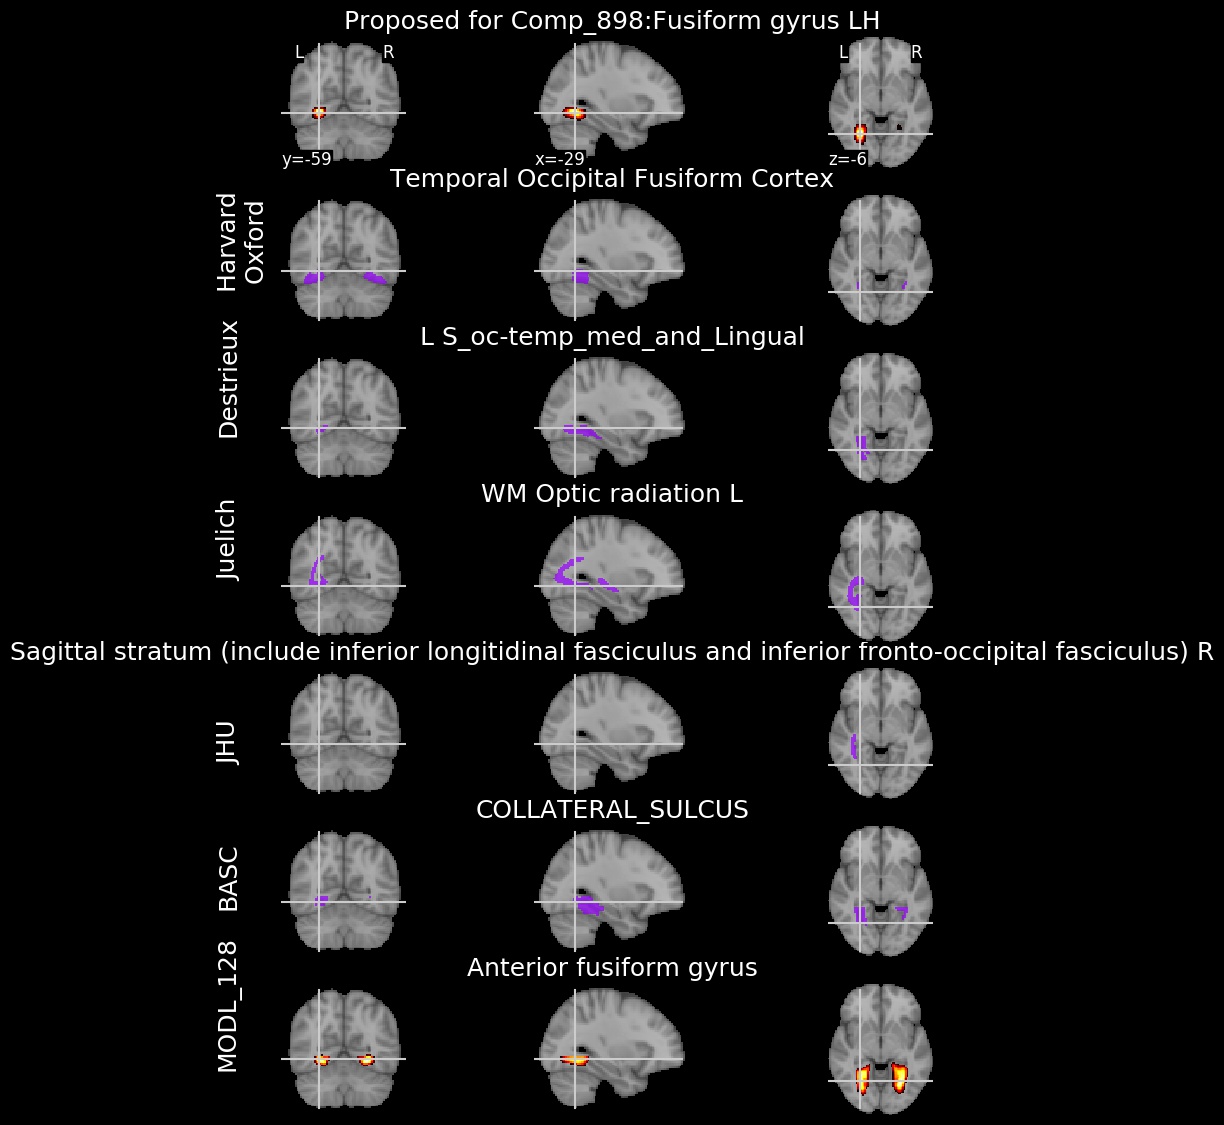 Proposed for Comp_898:Fusiform gyrus LH
L R L R
y=-59 x=-29 z=-6
Temporal Occipital Fusiform Cortex
Harvard
Oxford
L S_oc-temp_med_and_Lingual
Destrieux
WM Optic radiation L
Juelich
Sagittal stratum (include inferior longitidinal fasciculus and inferior fronto-occipital fasciculus) R
JHU
COLLATERAL_SULCUS
BASC
Anterior fusiform gyrus
MODL_128